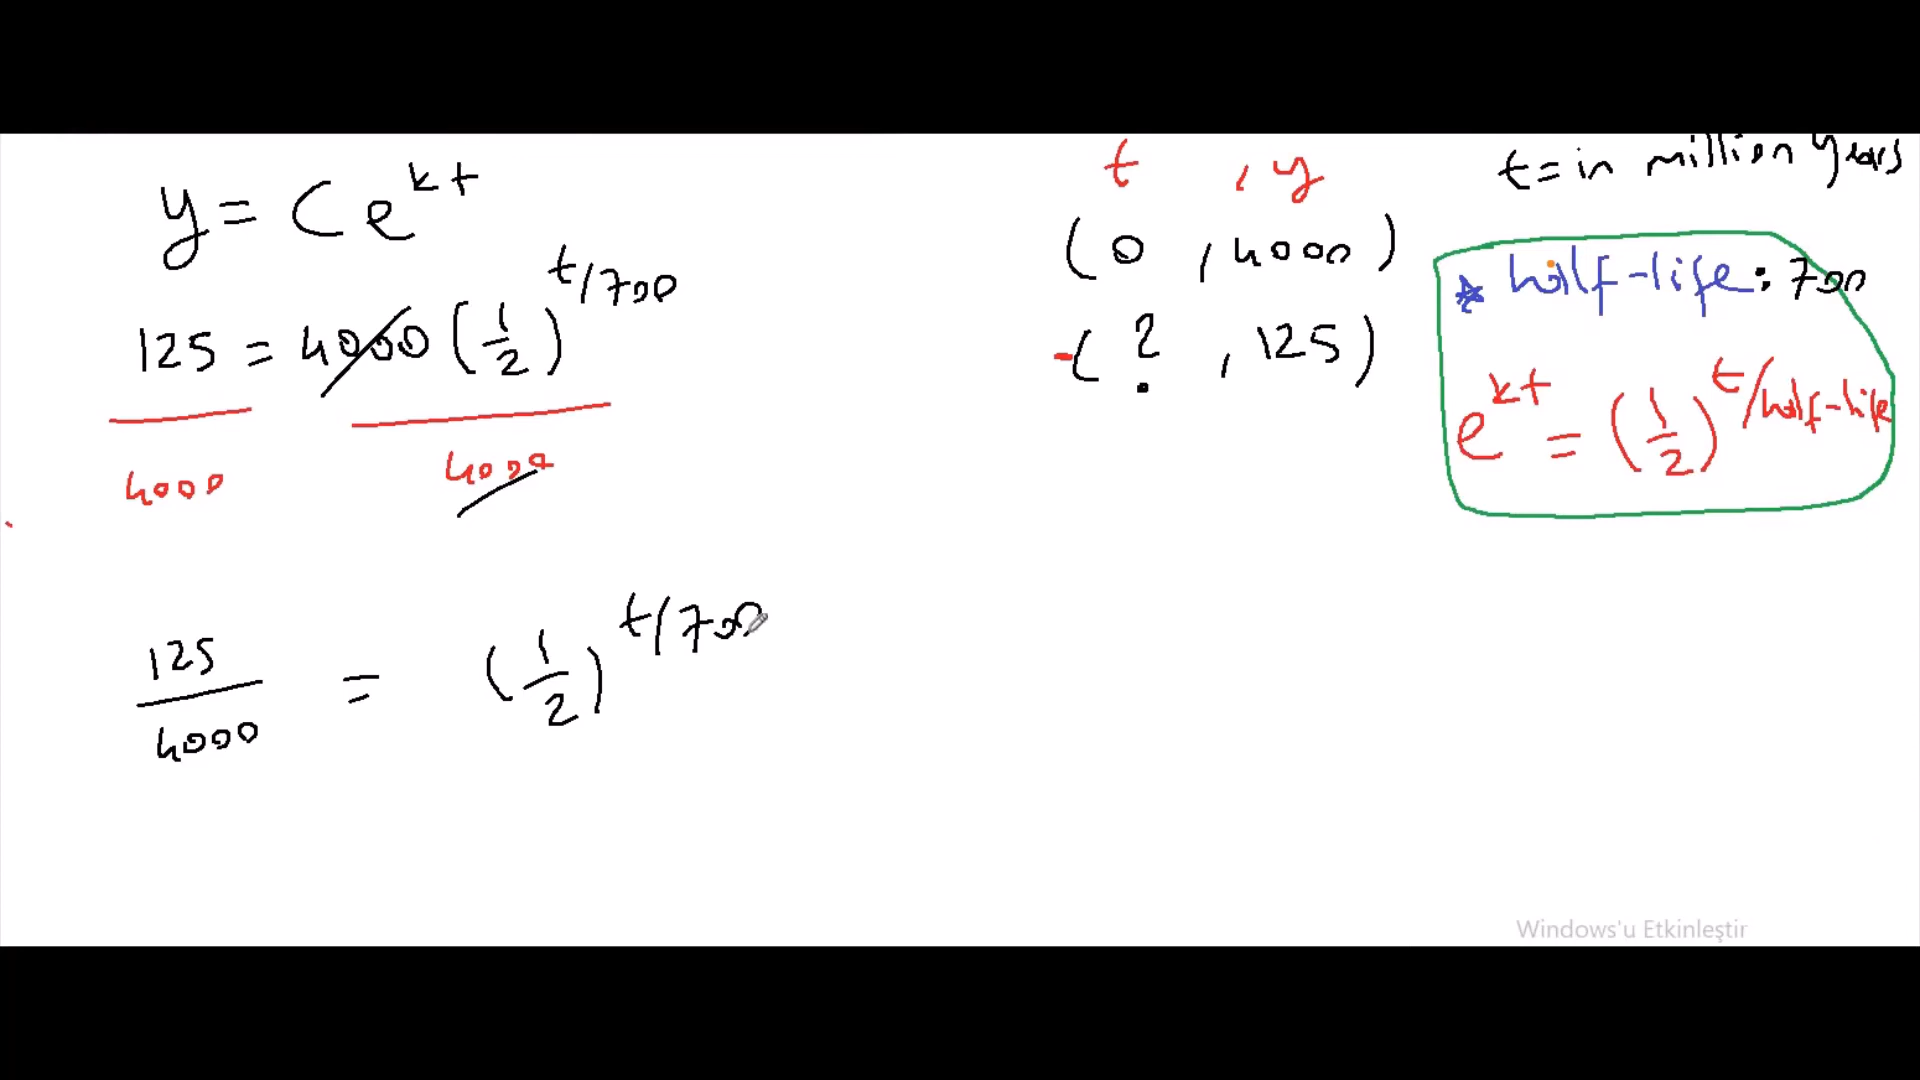 y = C e^kt
125 = 4000 (1/2)^t/700
4000 4000
125/4000 = (1/2)^t/700
t , y
(0 , 4000)
(? , 125)
t = in million years
* half-life : 700
e^kt = (1/2)^t/half-life
Windows'u Etkinleştir